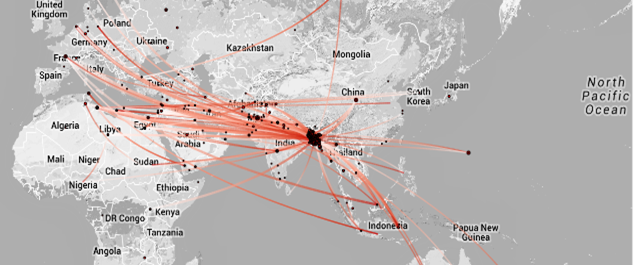 United
Kingdom
Poland
Germany
Ukraine
Kazakhstan
Mongolia
France
Italy
Spain
Turkey
China
South
Korea
Japan
North
Pacific
Ocean
Algeria
Libya
Egypt
Saudi
Arabia
India
Thailand
Mali
Niger
Chad
Sudan
Nigeria
Ethiopia
DR Congo
Kenya
Tanzania
Angola
Indonesia
Papua New
Guinea